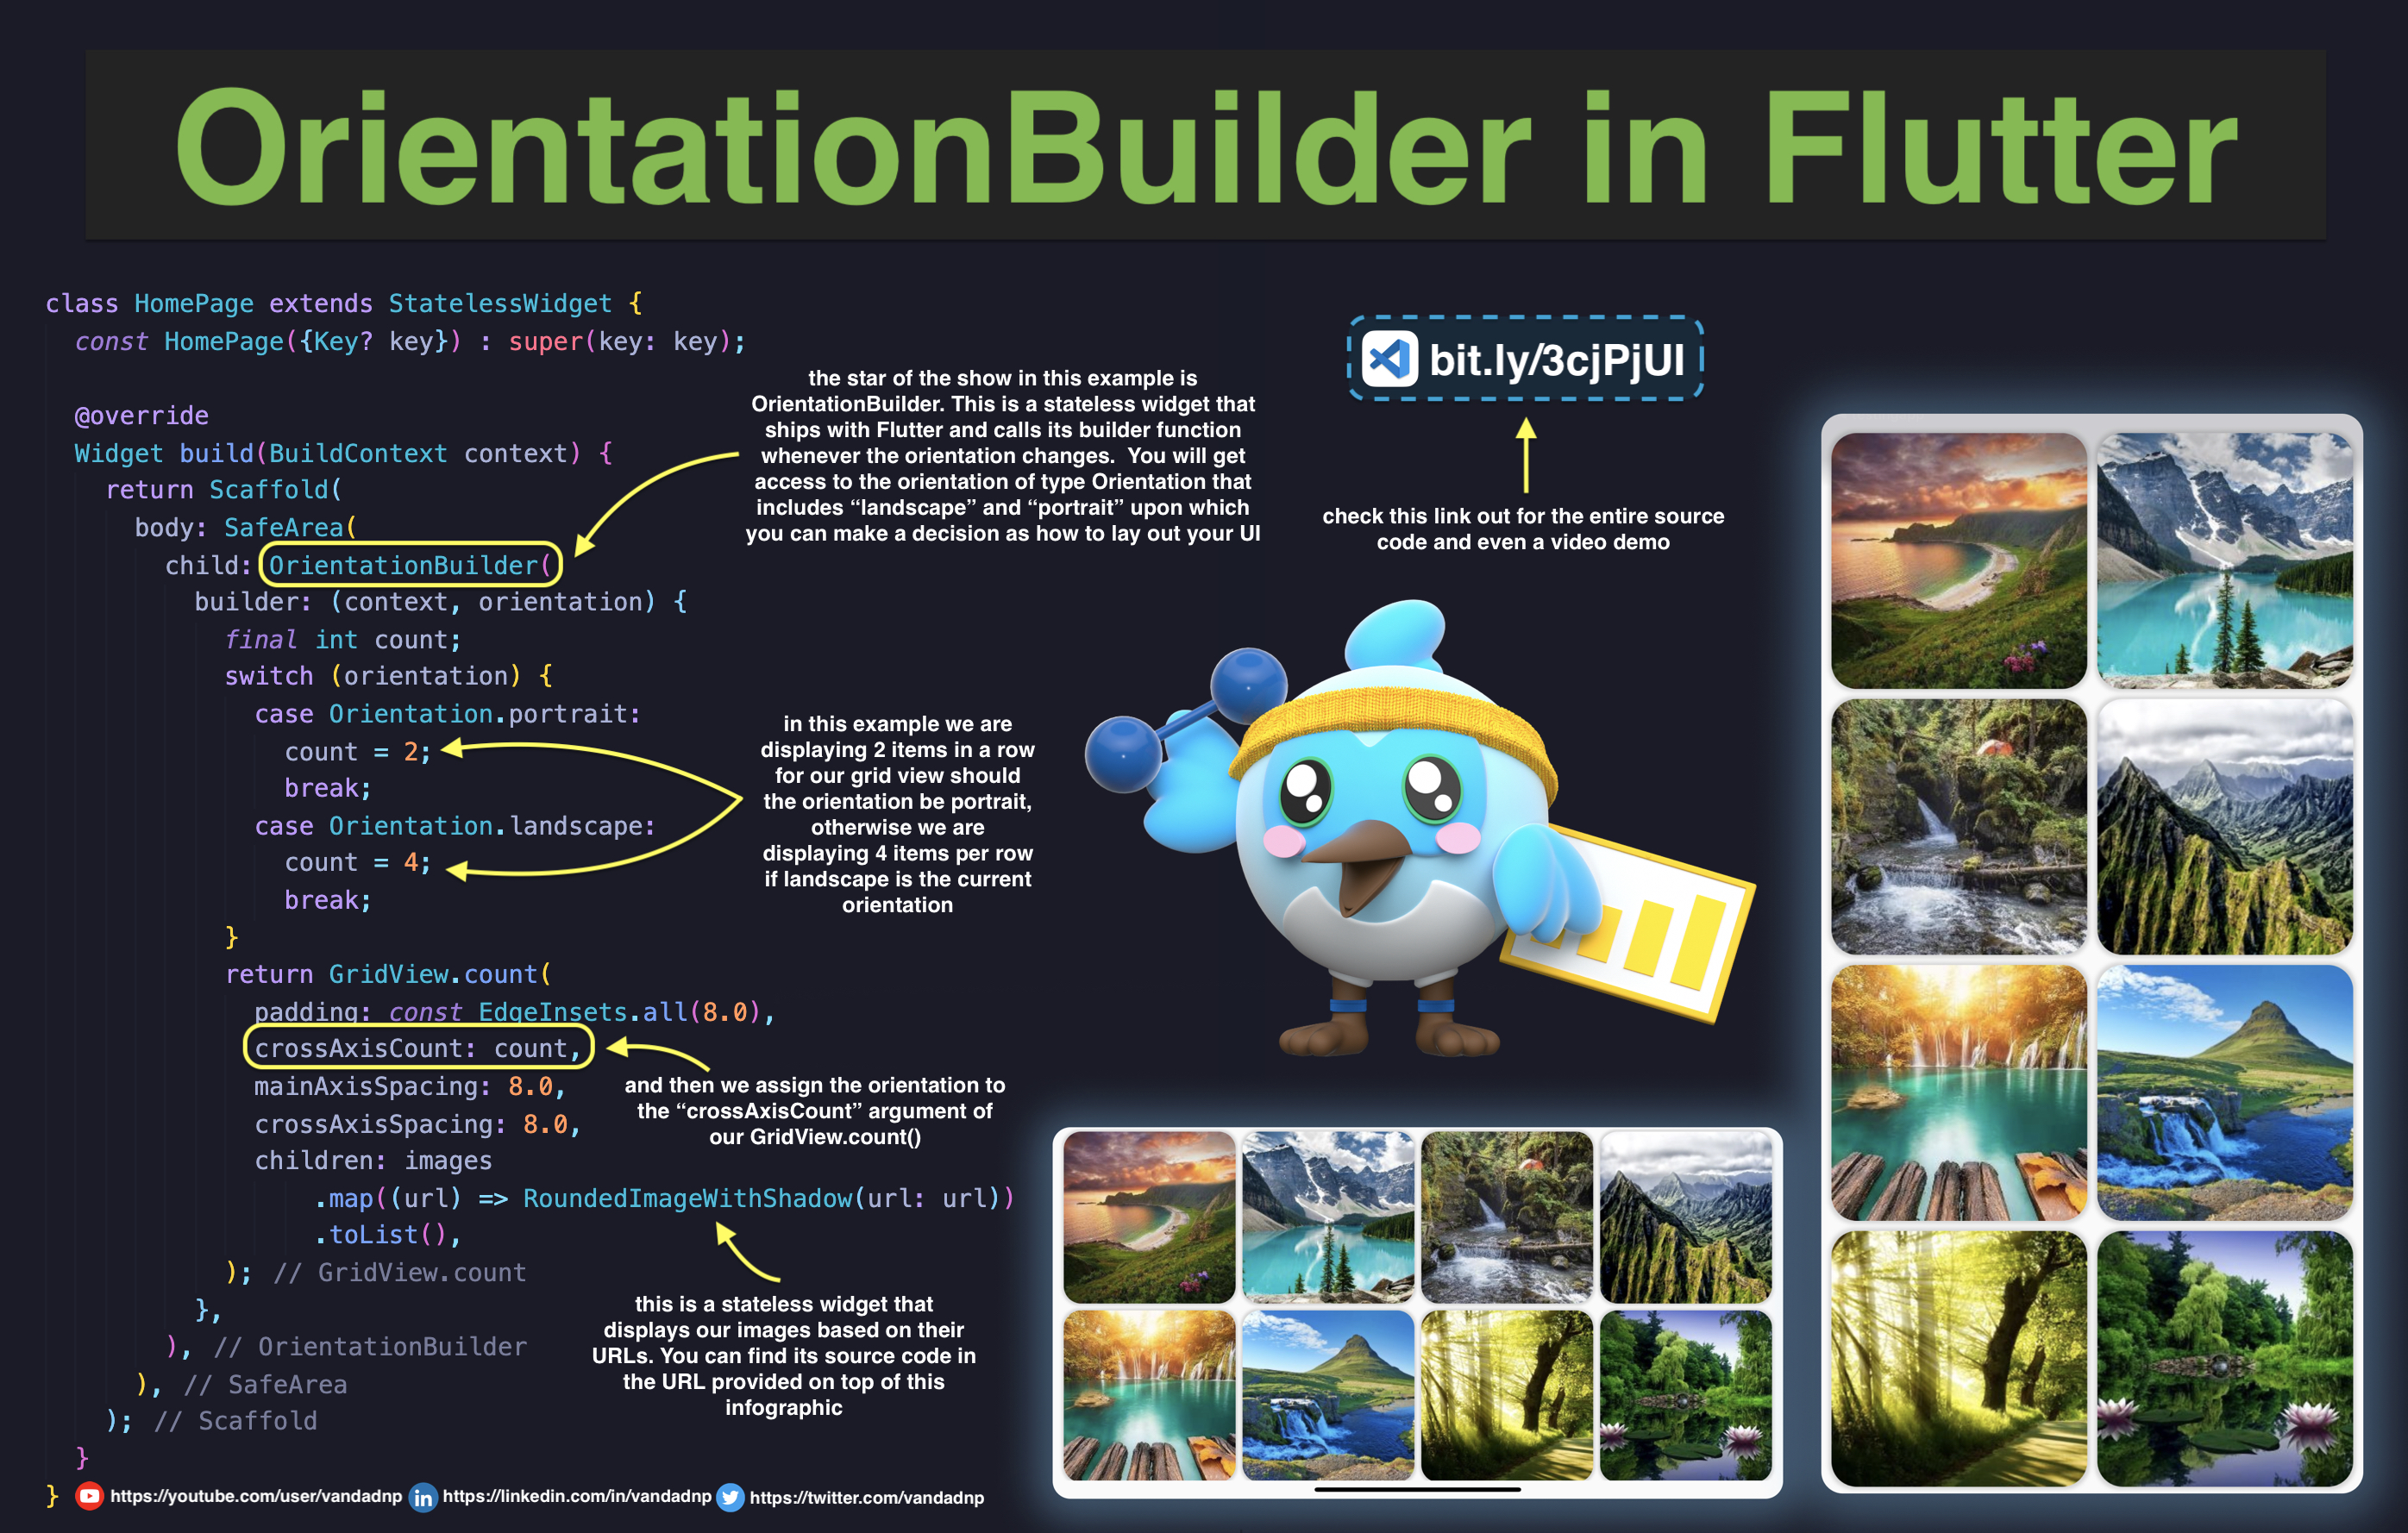 OrientationBuilder in Flutter
class HomePage extends StatelessWidget {
const HomePage({Key? key}) : super(key: key);
@override
Widget build(BuildContext context) {
return Scaffold(
body: SafeArea(
child: OrientationBuilder(
builder: (context, orientation) {
final int count;
switch (orientation) {
case Orientation.portrait:
count = 2;
break;
case Orientation.landscape:
count = 4;
break;
}
return GridView.count(
padding: const EdgeInsets.all(8.0),
crossAxisCount: count,
mainAxisSpacing: 8.0,
crossAxisSpacing: 8.0,
children: images
.map((url) => RoundedImageWithShadow(url: url))
.toList(),
); // GridView.count
},
), // OrientationBuilder
), // SafeArea
); // Scaffold
}
}
the star of the show in this example is
OrientationBuilder. This is a stateless widget that
ships with Flutter and calls its builder function
whenever the orientation changes.  You will get
access to the orientation of type Orientation that
includes “landscape” and “portrait” upon which
you can make a decision as how to lay out your UI
in this example we are
displaying 2 items in a row
for our grid view should
the orientation be portrait,
otherwise we are
displaying 4 items per row
if landscape is the current
orientation
and then we assign the orientation to
the “crossAxisCount” argument of
our GridView.count()
this is a stateless widget that
displays our images based on their
URLs. You can find its source code in
the URL provided on top of this
infographic
bit.ly/3cjPjUI
check this link out for the entire source
code and even a video demo
https://youtube.com/user/vandadnp
in https://linkedin.com/in/vandadnp
https://twitter.com/vandadnp